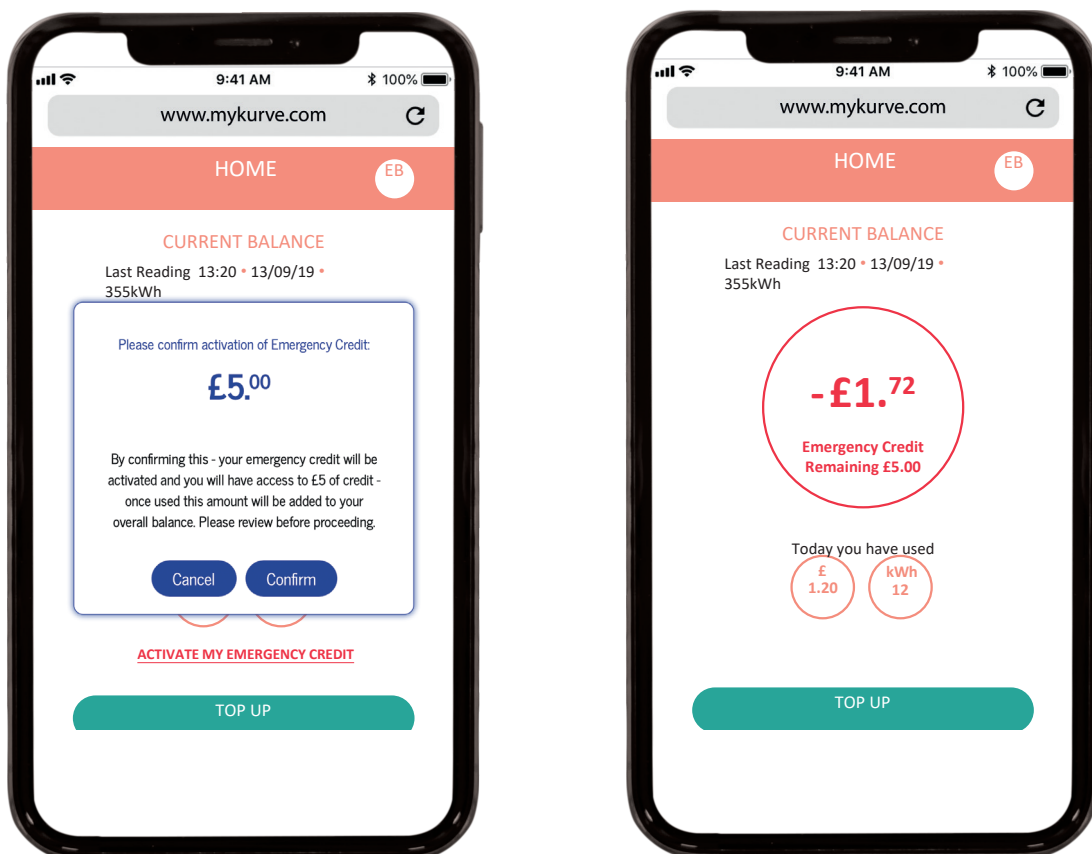 9:41 AM
100%
www.mykurve.com
HOME
EB
CURRENT BALANCE
Last Reading 13:20 • 13/09/19 •
355kWh
Please confirm activation of Emergency Credit:
£5.00
By confirming this - your emergency credit will be
activated and you will have access to £5 of credit -
once used this amount will be added to your
overall balance. Please review before proceeding.
Cancel Confirm
ACTIVATE MY EMERGENCY CREDIT
TOP UP
9:41 AM
100%
www.mykurve.com
HOME
EB
CURRENT BALANCE
Last Reading 13:20 • 13/09/19 •
355kWh
-£1.72
Emergency Credit
Remaining £5.00
Today you have used
£ kWh
1.20 12
TOP UP